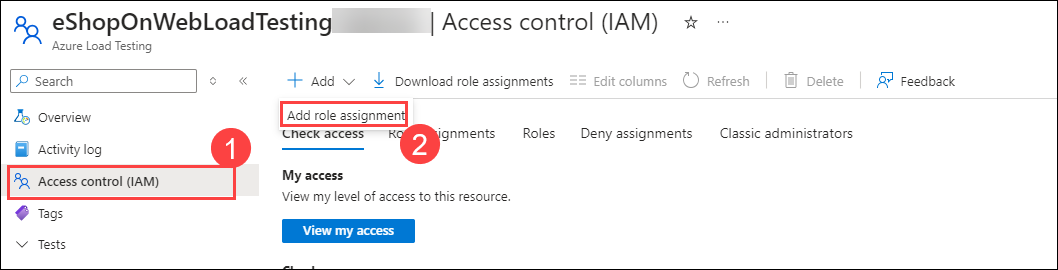 eShopOnWebLoadTesting | Access control (IAM)
Azure Load Testing
Search
Add Download role assignments Edit columns Refresh Delete Feedback
Overview
Activity log
Access control (IAM)
Tags
Tests
1
Add role assignment
2
Check access Role assignments Roles Deny assignments Classic administrators
My access
View my level of access to this resource.
View my access